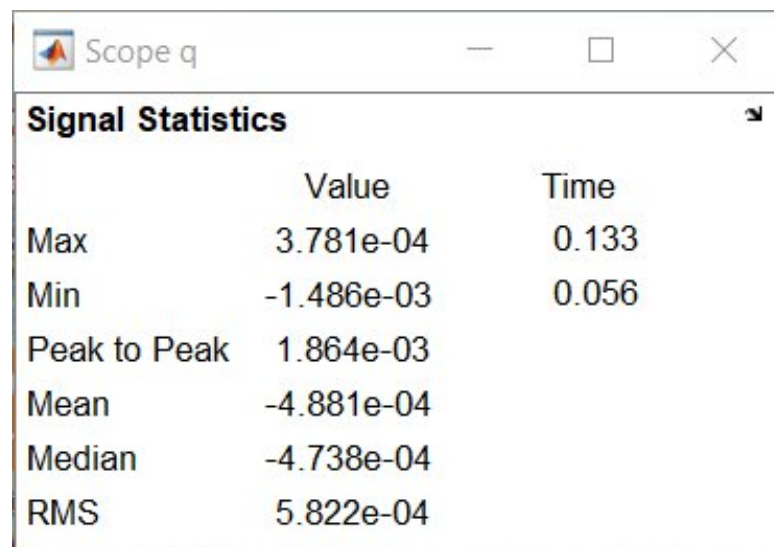 Scope q
Signal Statistics
Value Time
Max 3.781e-04 0.133
Min -1.486e-03 0.056
Peak to Peak 1.864e-03
Mean -4.881e-04
Median -4.738e-04
RMS 5.822e-04